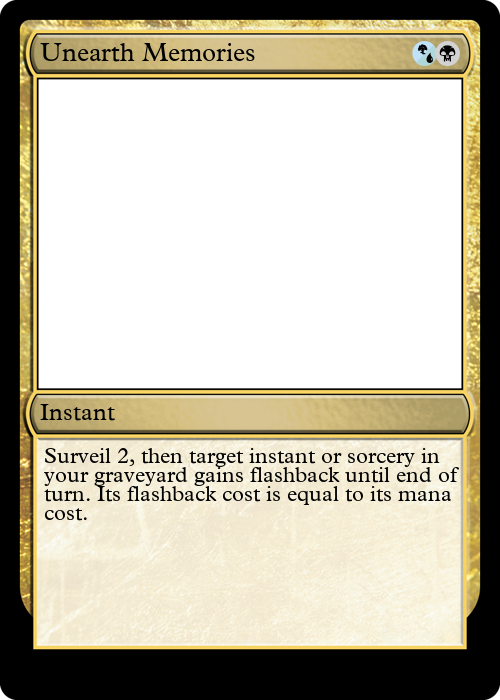 Unearth Memories
Instant
Surveil 2, then target instant or sorcery in
your graveyard gains flashback until end of
turn. Its flashback cost is equal to its mana
cost.